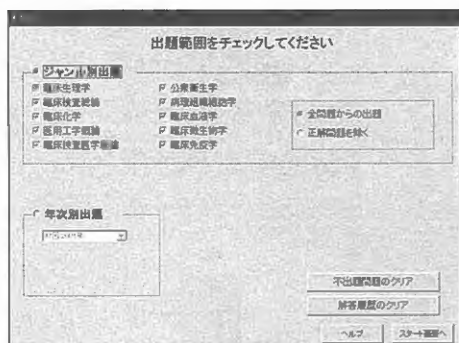 出題範囲をチェックしてください
ジャンル別出題
臨床生理学
臨床検査総論
臨床化学
医用工学概論
臨床検査医学総論
公衆衛生学
病理組織細胞学
臨床血液学
臨床微生物学
臨床免疫学
全問題からの出題
正解問題を除く
年次別出題
不出題問題のクリア
解答履歴のクリア
ヘルプ
スタート画面へ